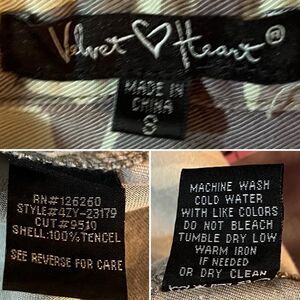 Velvet Heart®
MADE IN
CHINA
S
RN#126260
STYLE#4ZY-23179
CUT#9510
SHELL:100%TENCEL
SEE REVERSE FOR CARE
MACHINE WASH
COLD WATER
WITH LIKE COLORS
DO NOT BLEACH
TUMBLE DRY LOW
WARM IRON
IF NEEDED
OR DRY CLEAN